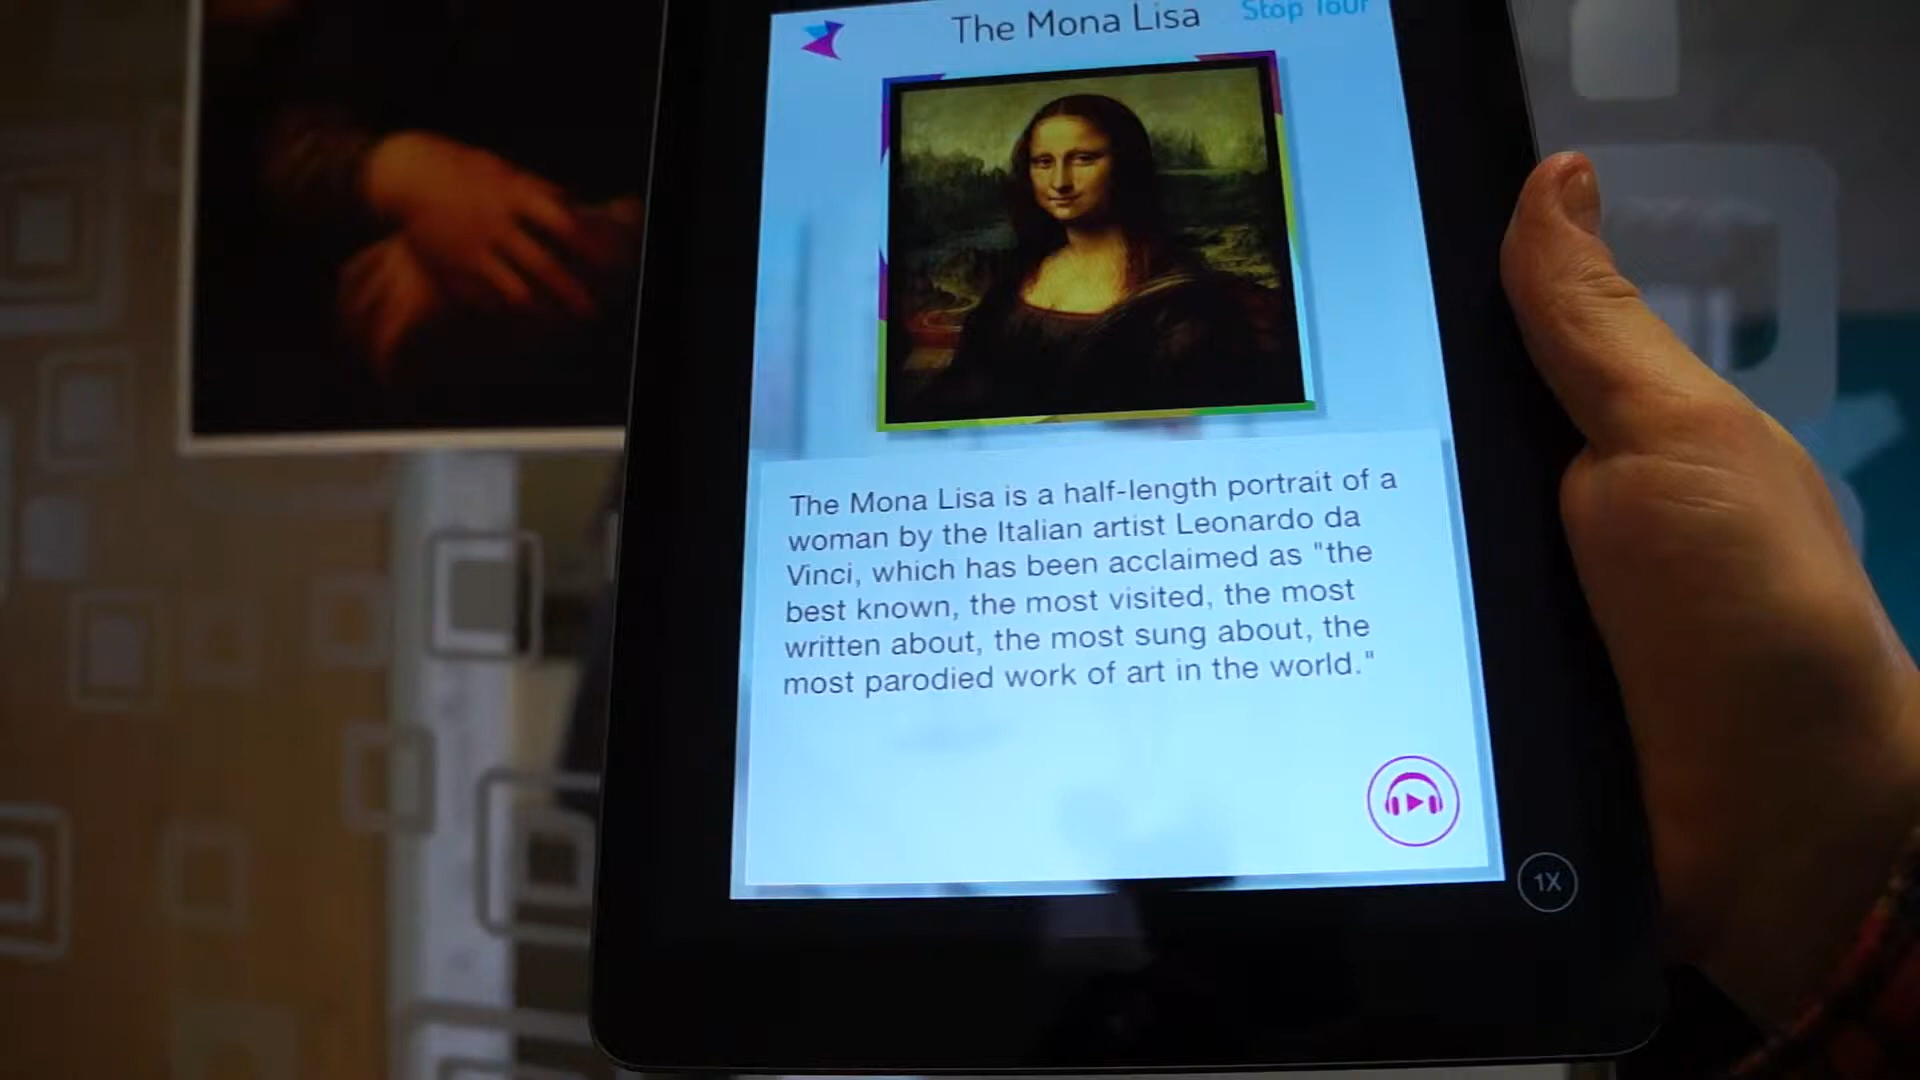 The Mona Lisa
Stop Tour
The Mona Lisa is a half-length portrait of a
woman by the Italian artist Leonardo da
Vinci, which has been acclaimed as "the
best known, the most visited, the most
written about, the most sung about, the
most parodied work of art in the world."
1X